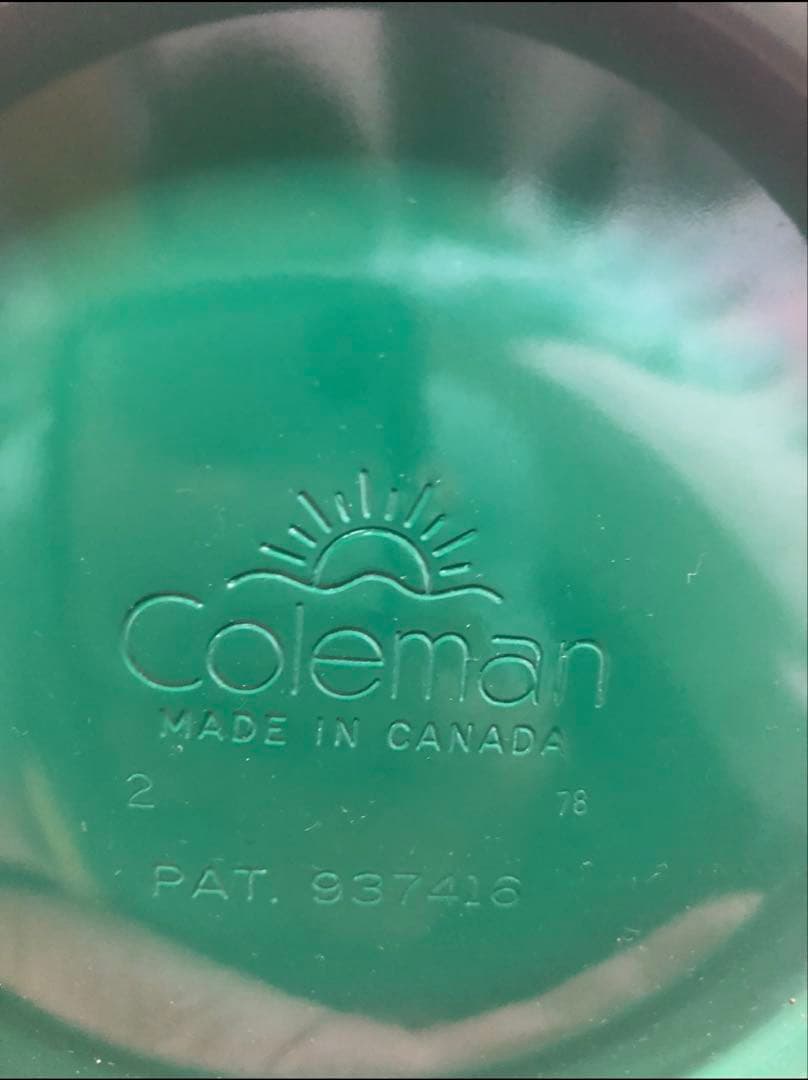 Coleman
MADE IN CANADA
2 78
PAT. 937416